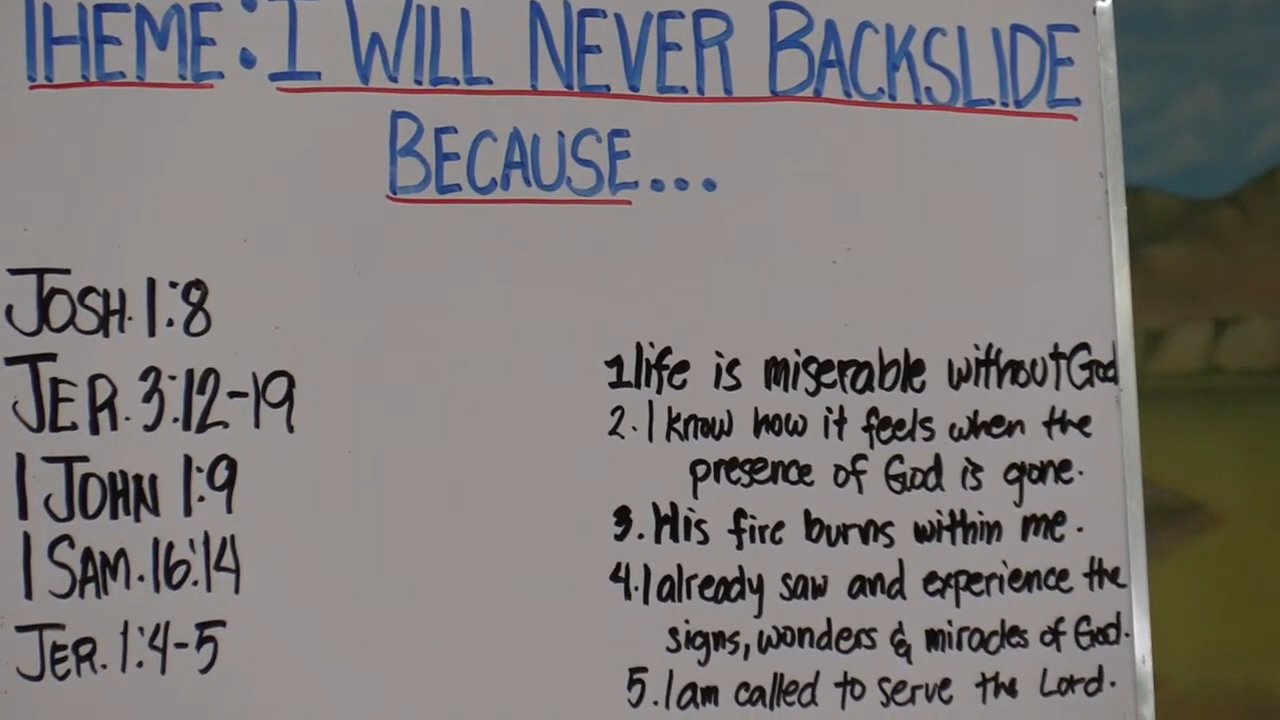 THEME: I WILL NEVER BACKSLIDE
BECAUSE...
JOSH. 1:8
JER. 3:12-19
1 JOHN 1:9
1 SAM. 16:14
JER. 1:4-5
1 life is miserable without God
2. I know how it feels when the
presence of God is gone.
3. His fire burns within me.
4. I already saw and experience the
signs, wonders & miracles of God.
5. I am called to serve the Lord.